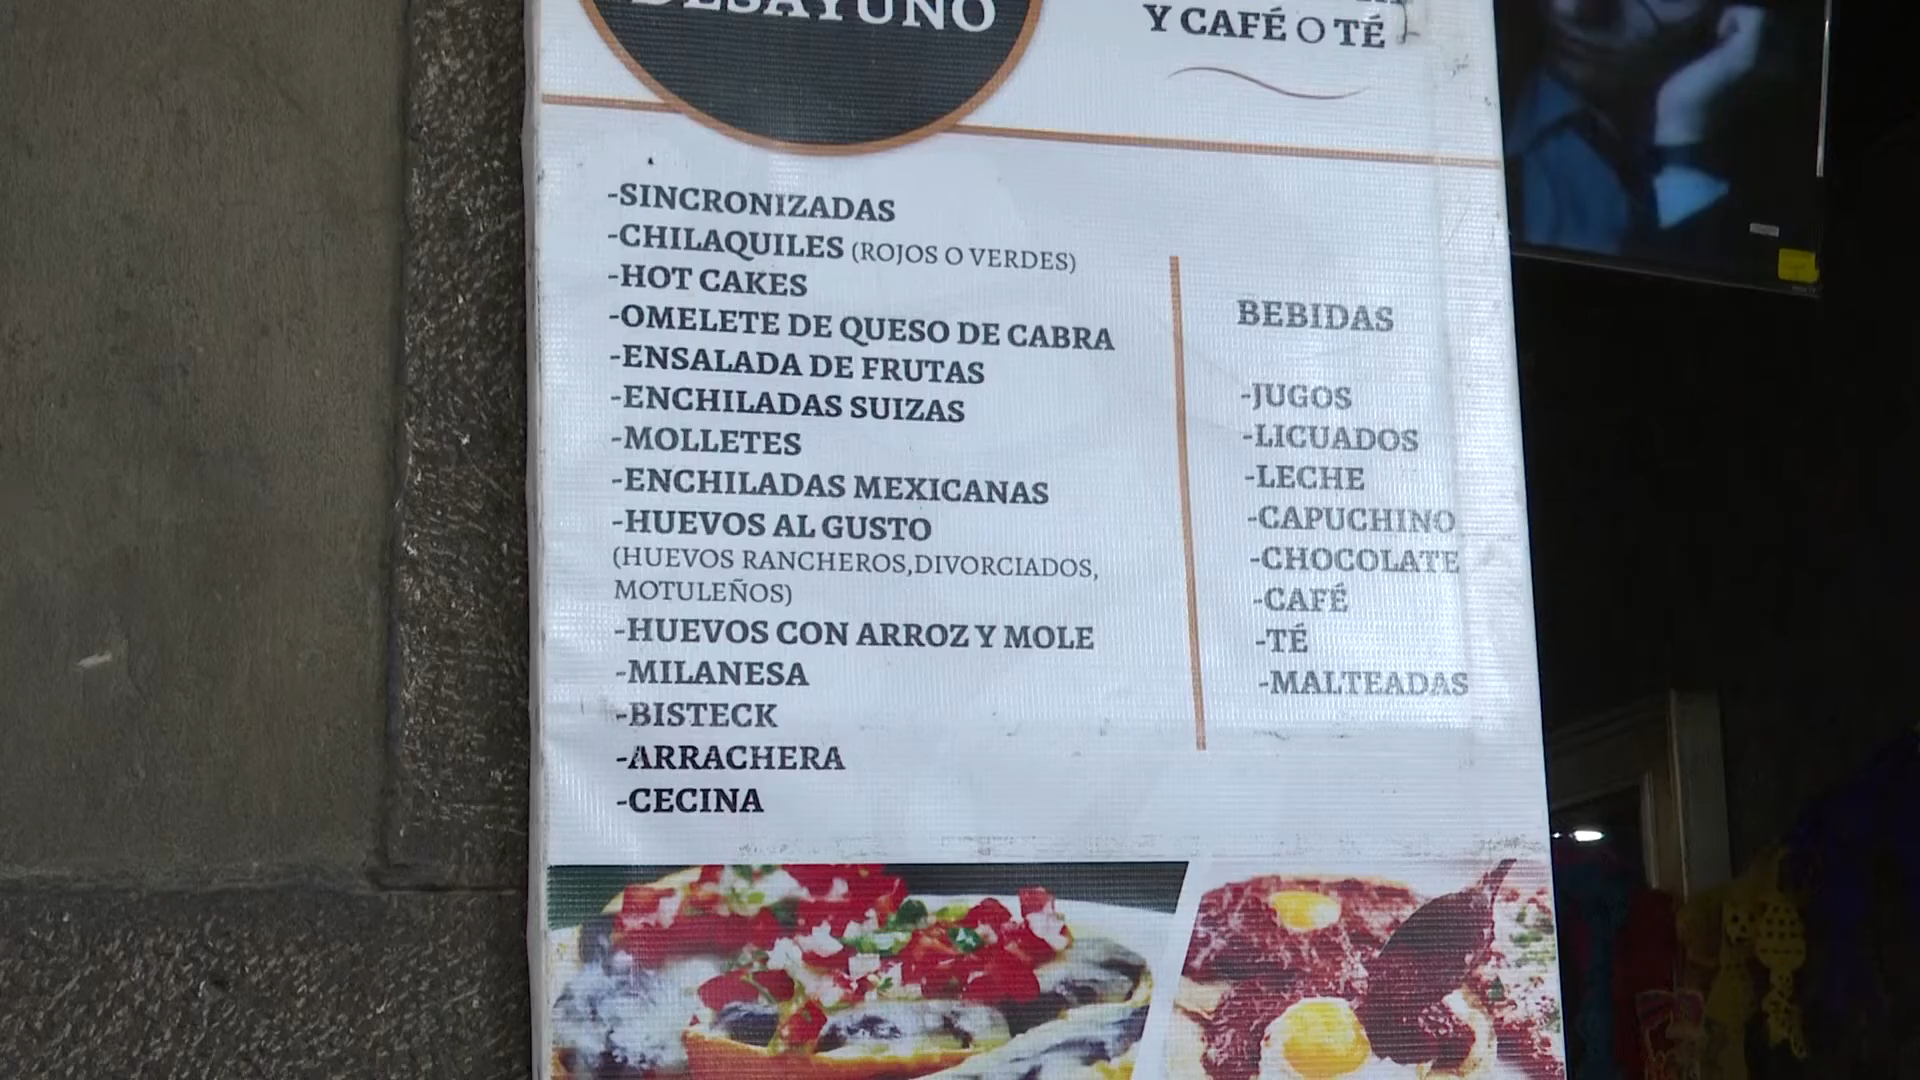 DESAYUNO
Y CAFÉ O TÉ
-SINCRONIZADAS
-CHILAQUILES (ROJOS O VERDES)
-HOT CAKES
-OMELETE DE QUESO DE CABRA
-ENSALADA DE FRUTAS
-ENCHILADAS SUIZAS
-MOLLETES
-ENCHILADAS MEXICANAS
-HUEVOS AL GUSTO
(HUEVOS RANCHEROS,DIVORCIADOS,
MOTULEÑOS)
-HUEVOS CON ARROZ Y MOLE
-MILANESA
-BISTECK
-ARRACHERA
-CECINA
BEBIDAS
-JUGOS
-LICUADOS
-LECHE
-CAPUCHINO
-CHOCOLATE
-CAFÉ
-TÉ
-MALTEADAS